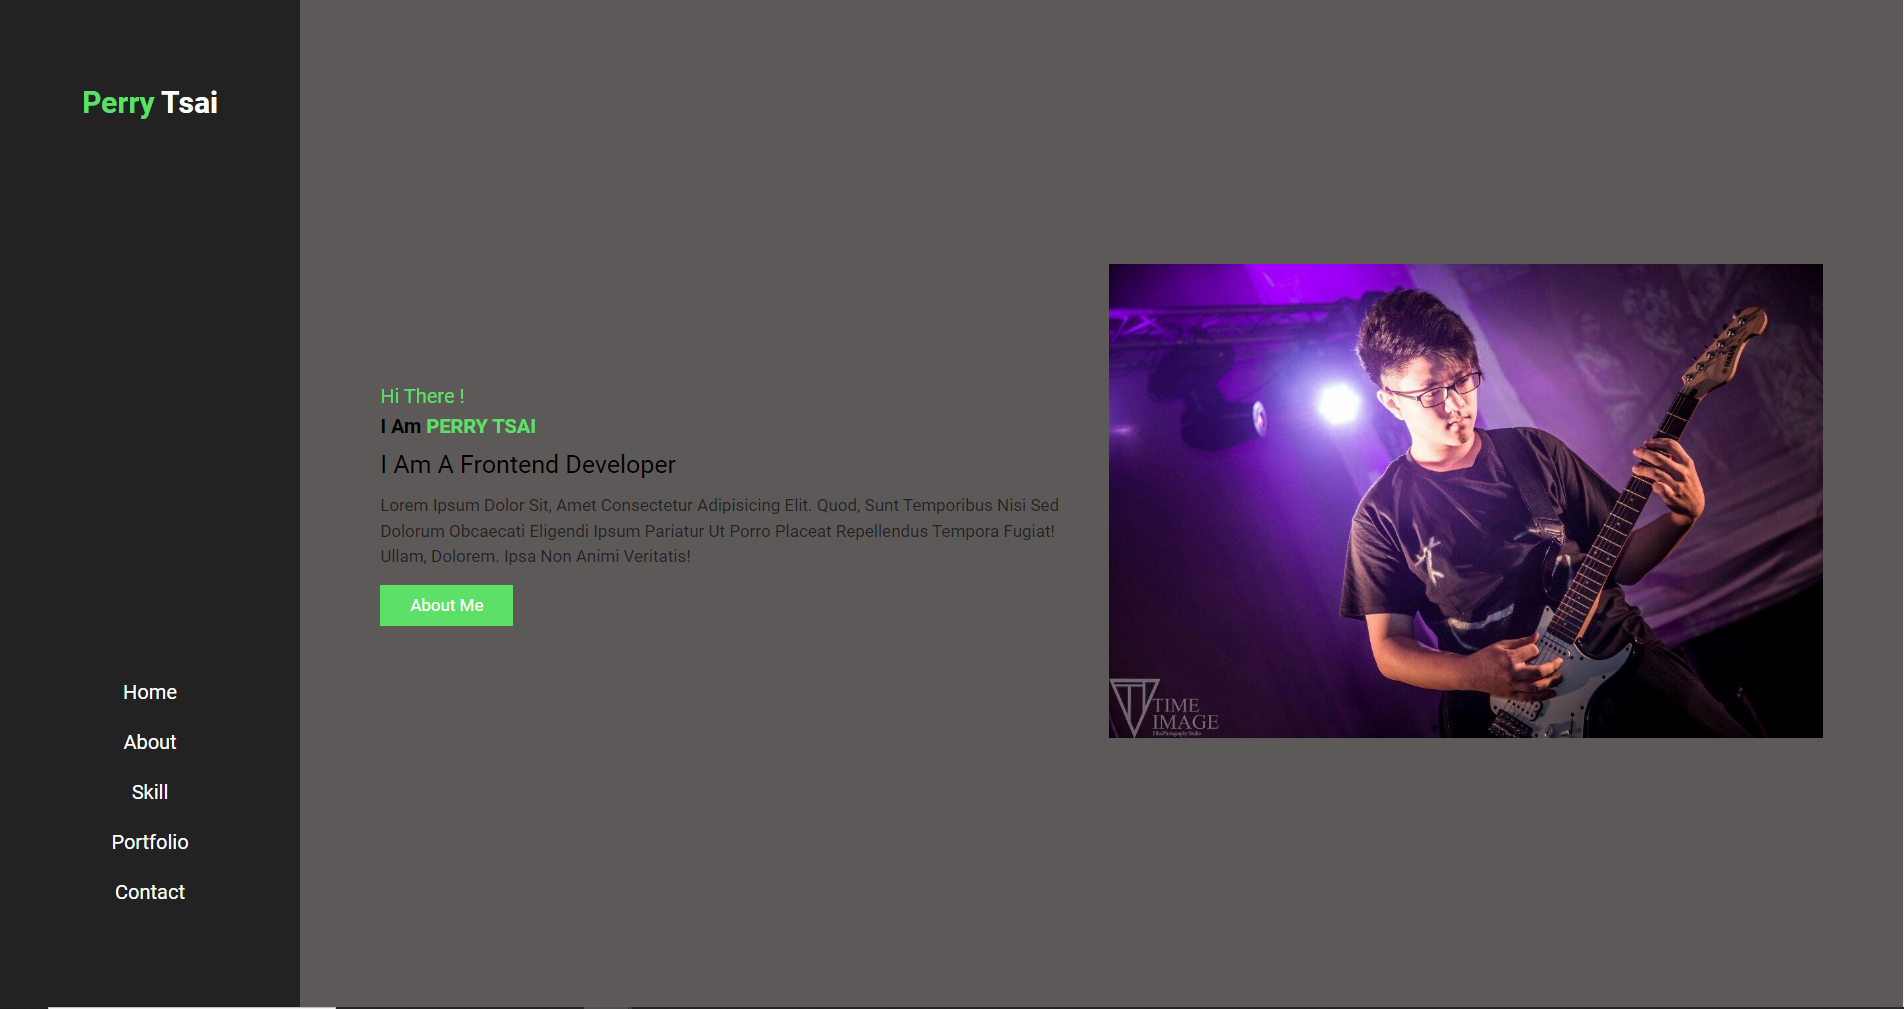 Perry Tsai
Hi There !
I Am PERRY TSAI
I Am A Frontend Developer
Lorem Ipsum Dolor Sit, Amet Consectetur Adipisicing Elit. Quod, Sunt Temporibus Nisi Sed
Dolorum Obcaecati Eligendi Ipsum Pariatur Ut Porro Placeat Repellendus Tempora Fugiat!
Ullam, Dolorem. Ipsa Non Animi Veritatis!
About Me
TIME
IMAGE
Home
About
Skill
Portfolio
Contact